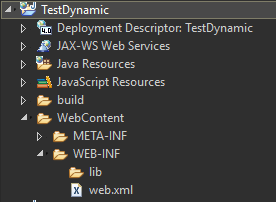 TestDynamic
Deployment Descriptor: TestDynamic
JAX-WS Web Services
Java Resources
JavaScript Resources
build
WebContent
META-INF
WEB-INF
lib
web.xml